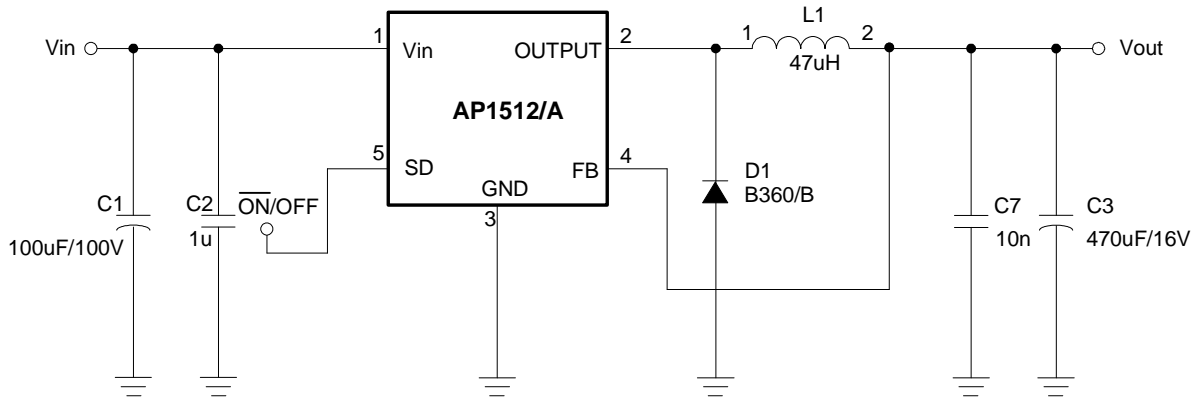 L1
Vin
1
Vin
OUTPUT
2
1
2
Vout
47uH
AP1512/A
5
SD
FB
4
D1
B360/B
GND
3
C1
100uF/100V
C2
1u
ON/OFF
C7
10n
C3
470uF/16V